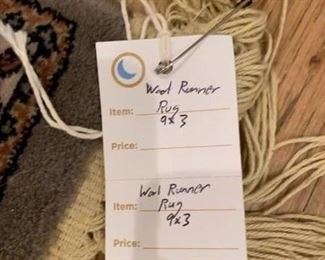 Wool Runner
Item: Rug
9x3
Price:
Wool Runner
Item: Rug
9x3
Price: